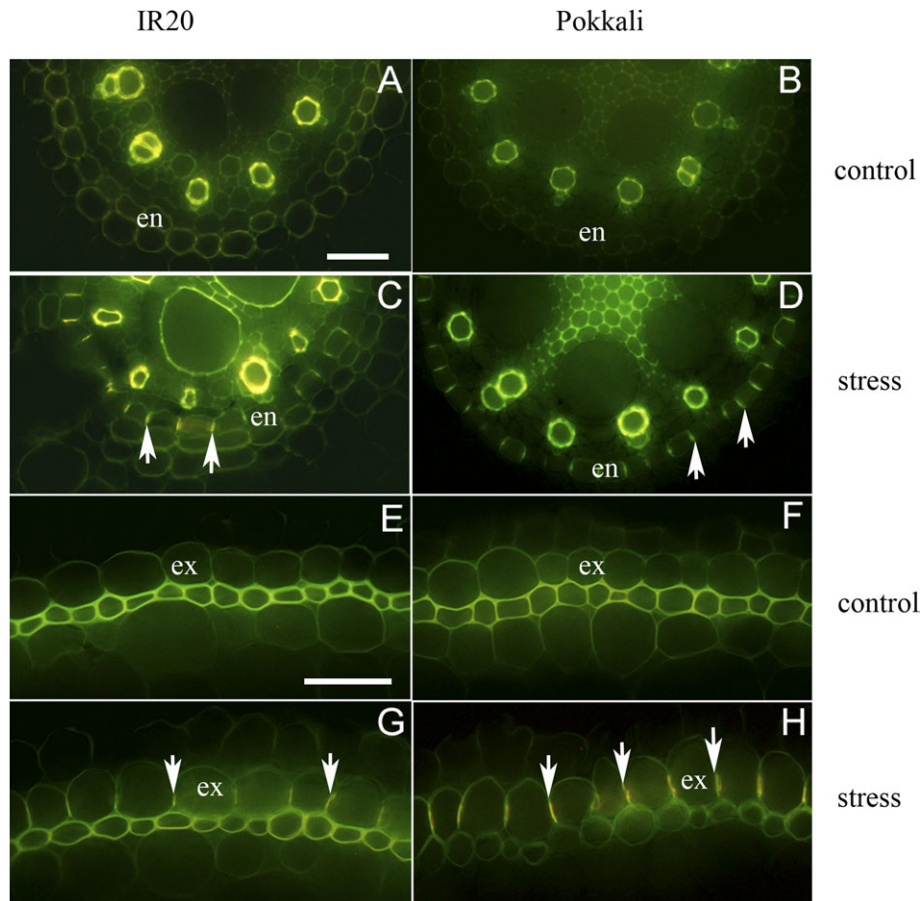 IR20 Pokkali
A B
control
en en
C D
stress
en en
E F
ex ex
control
G H
ex ex
stress